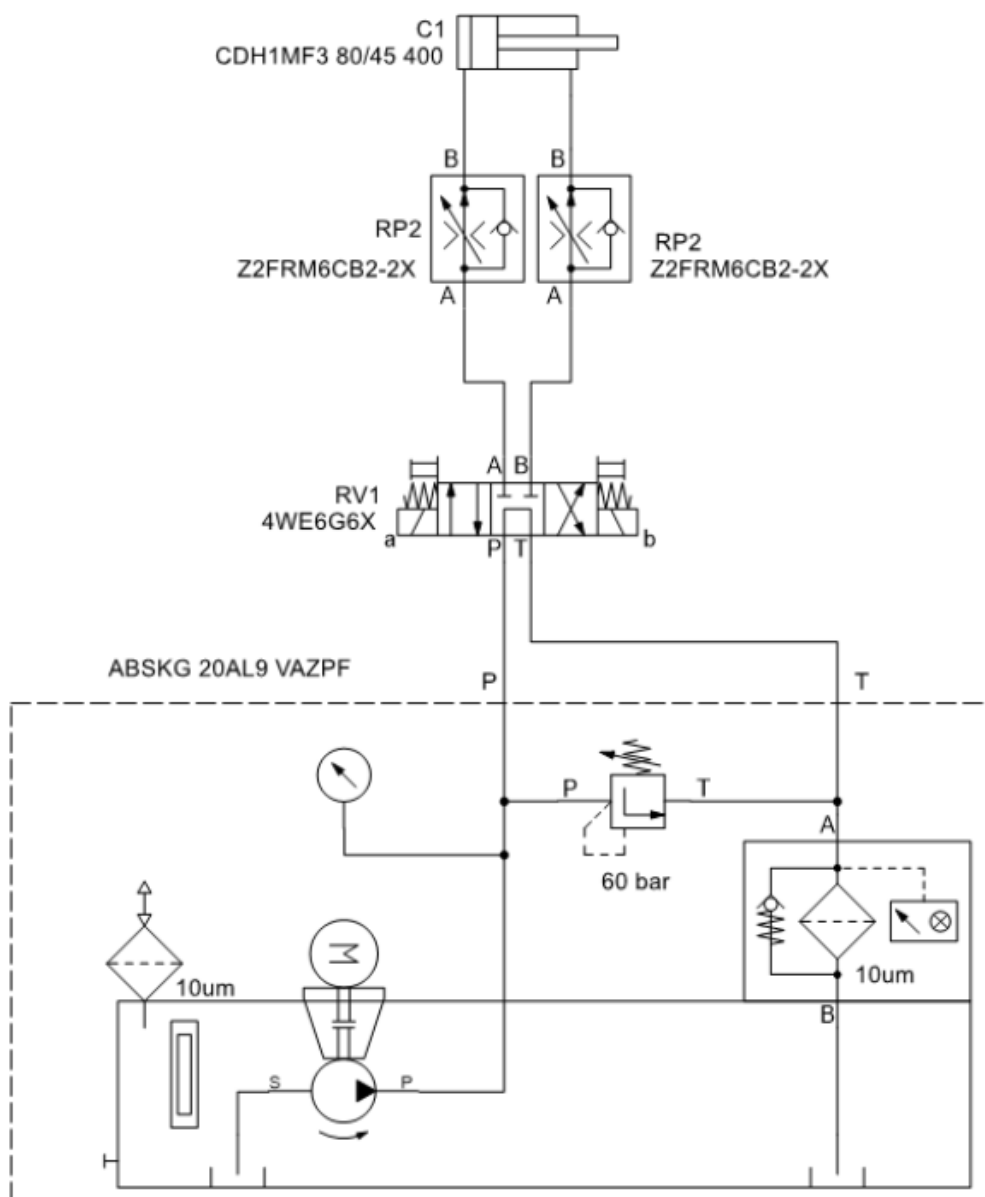 C1
CDH1MF3 80/45 400
B
B
RP2
Z2FRM6CB2-2X
RP2
Z2FRM6CB2-2X
A
A
A B
RV1
4WE6G6X
a
b
P T
ABSKG 20AL9 VAZPF
P
T
P
T
A
60 bar
M
10um
10um
B
S
P